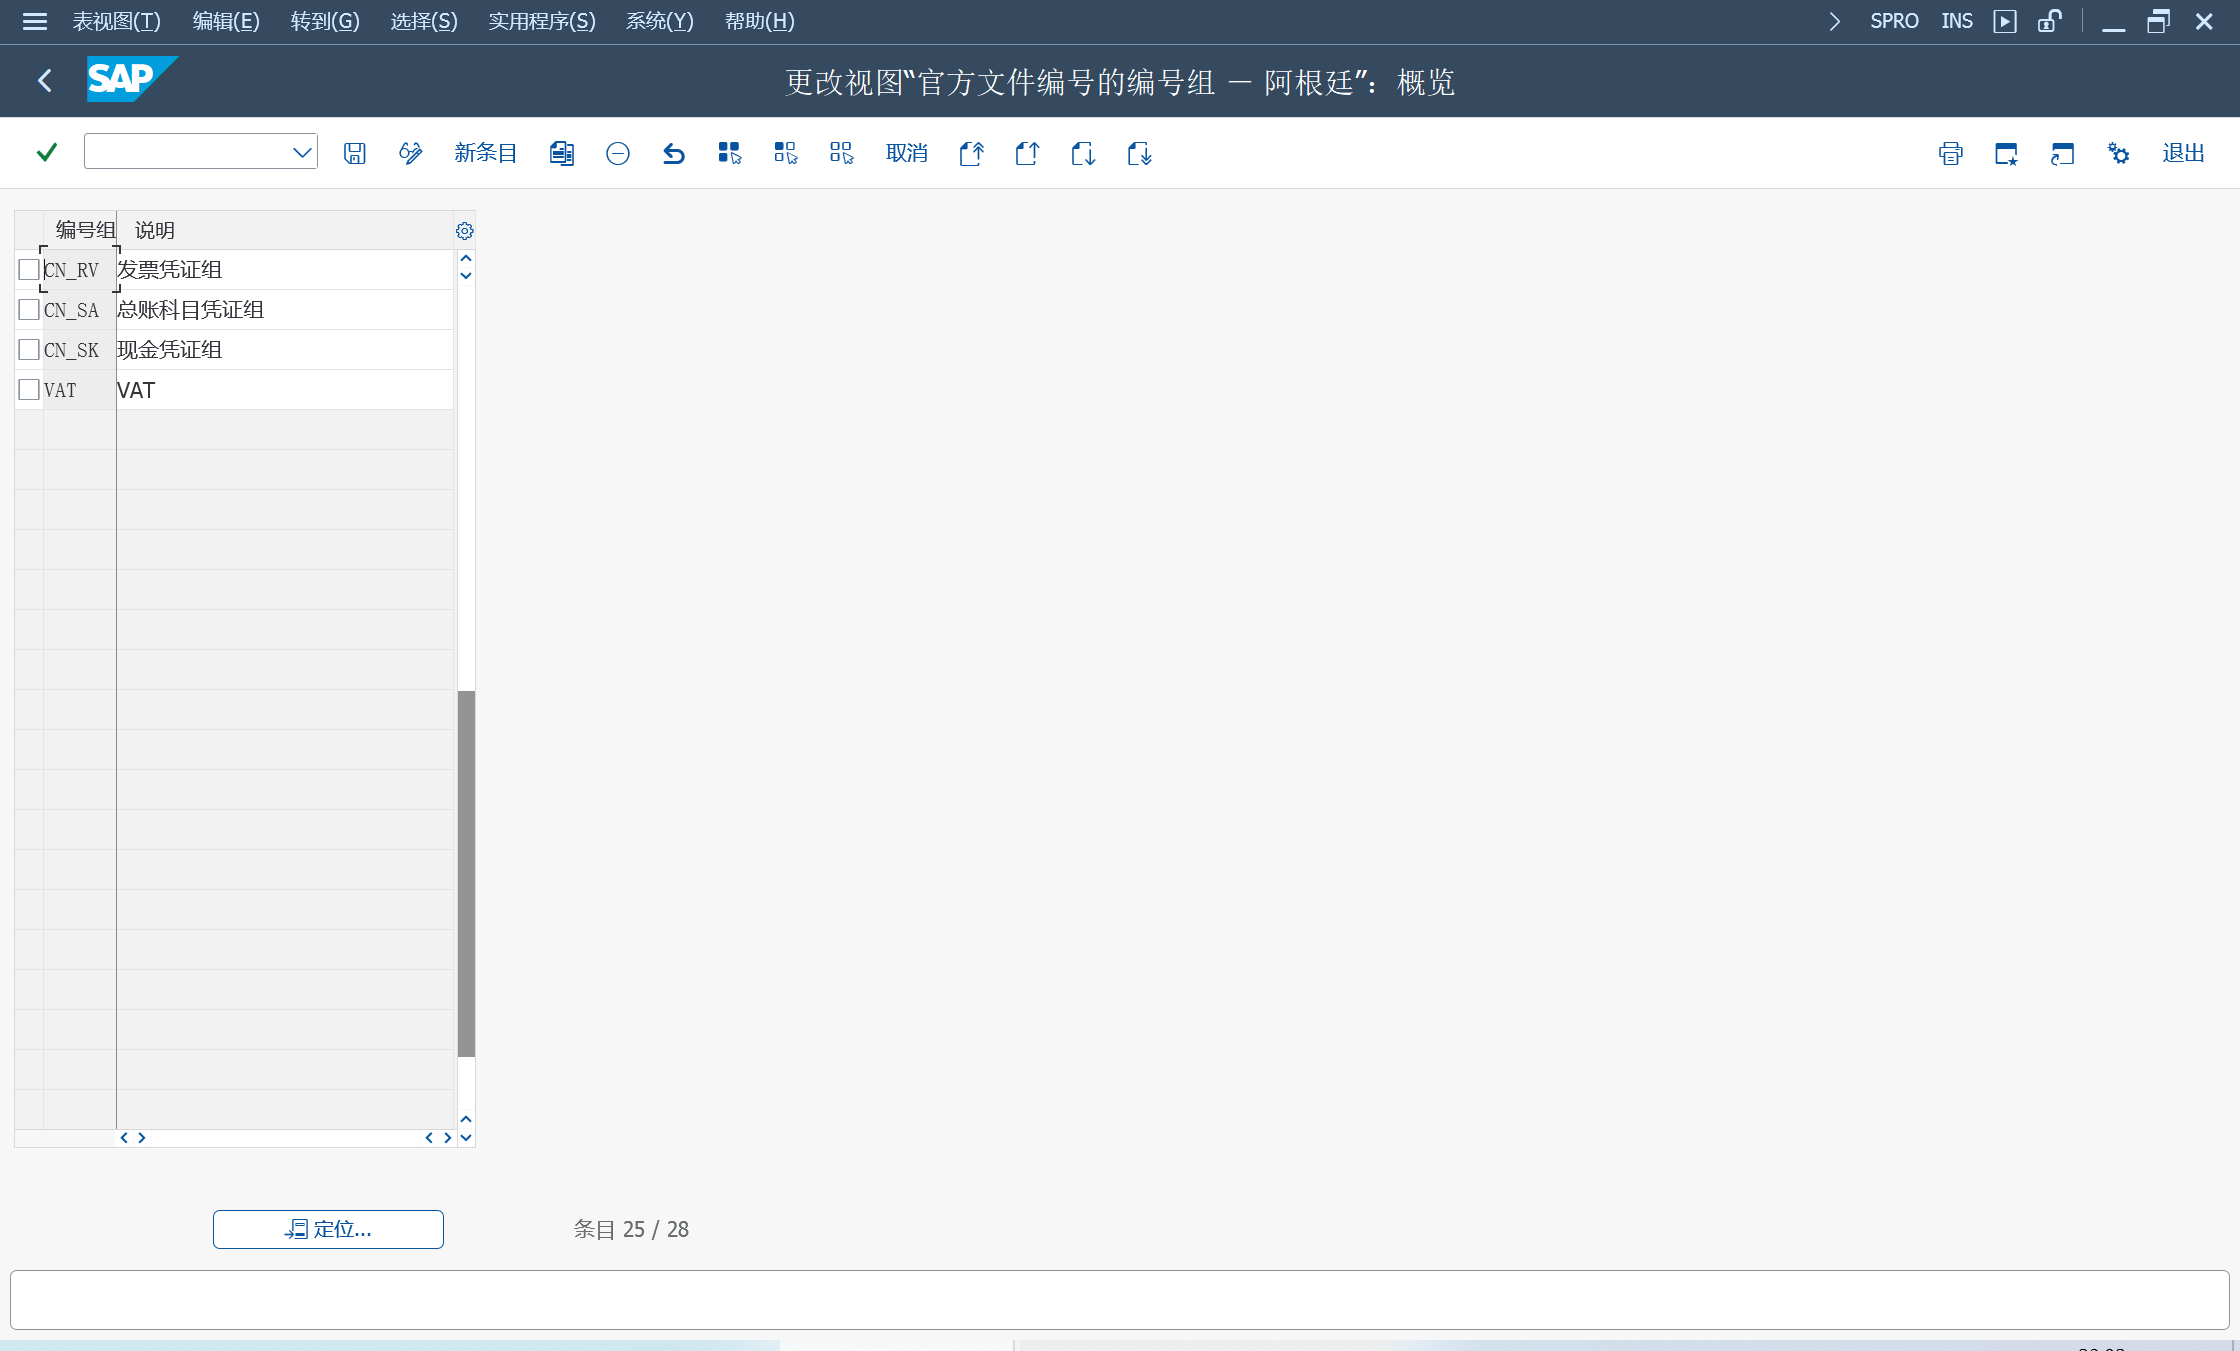 表视图(T) 编辑(E) 转到(G) 选择(S) 实用程序(S) 系统(Y) 帮助(H) SPRO INS
SAP 更改视图“官方文件编号的编号组 － 阿根廷”：概览
新条目 取消 退出
编号组 说明
CN_RV 发票凭证组
CN_SA 总账科目凭证组
CN_SK 现金凭证组
VAT VAT
定位... 条目 25 / 28